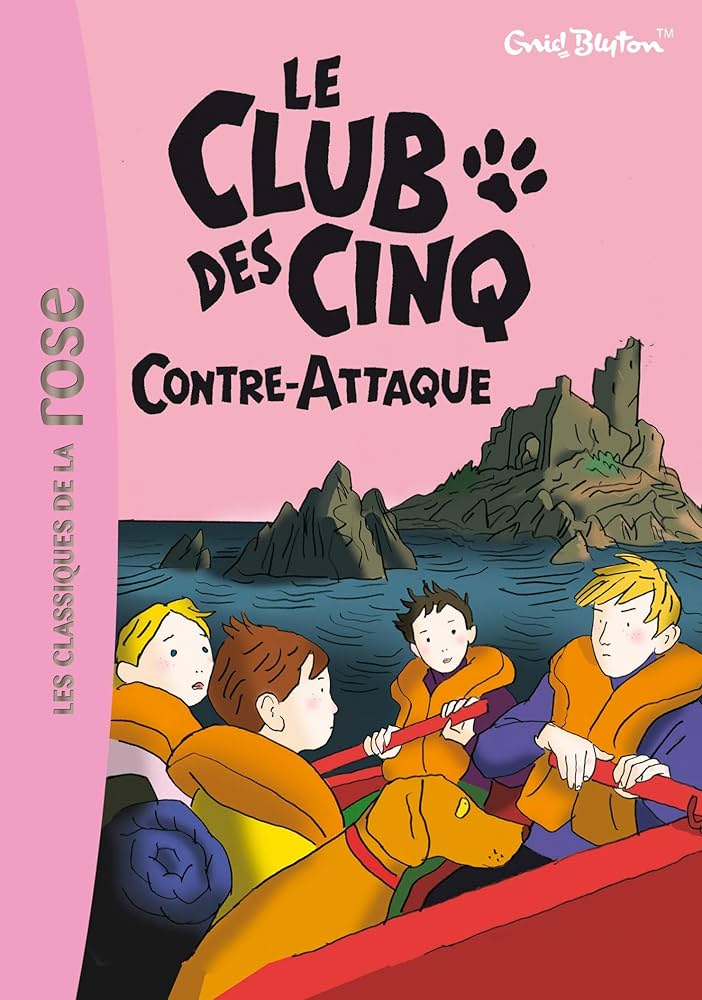 Enid Blyton™
LE
CLUB
DES CINQ
CONTRE-ATTAQUE
LES CLASSIQUES DE LA rose